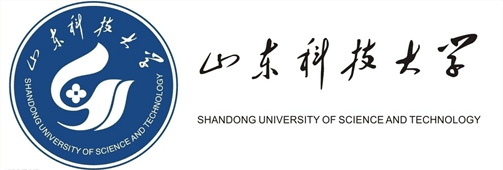 山东科技大学
SHANDONG UNIVERSITY OF SCIENCE AND TECHNOLOGY
山东科技大学
SHANDONG UNIVERSITY OF SCIENCE AND TECHNOLOGY